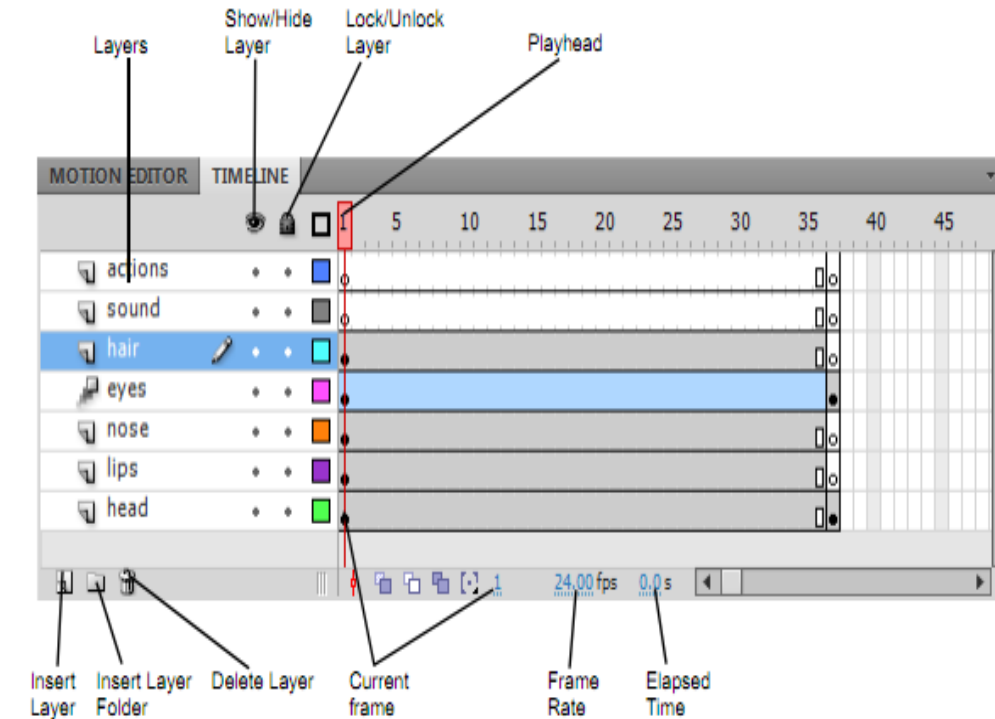 Show/Hide Layer
Lock/Unlock Layer
Layers
Playhead
MOTION EDITOR TIMELINE
1 5 10 15 20 25 30 35 40 45
actions
sound
hair
eyes
nose
lips
head
1 24.00 fps 0.0 s
Insert Layer
Insert Layer Folder
Delete Layer
Current frame
Frame Rate
Elapsed Time